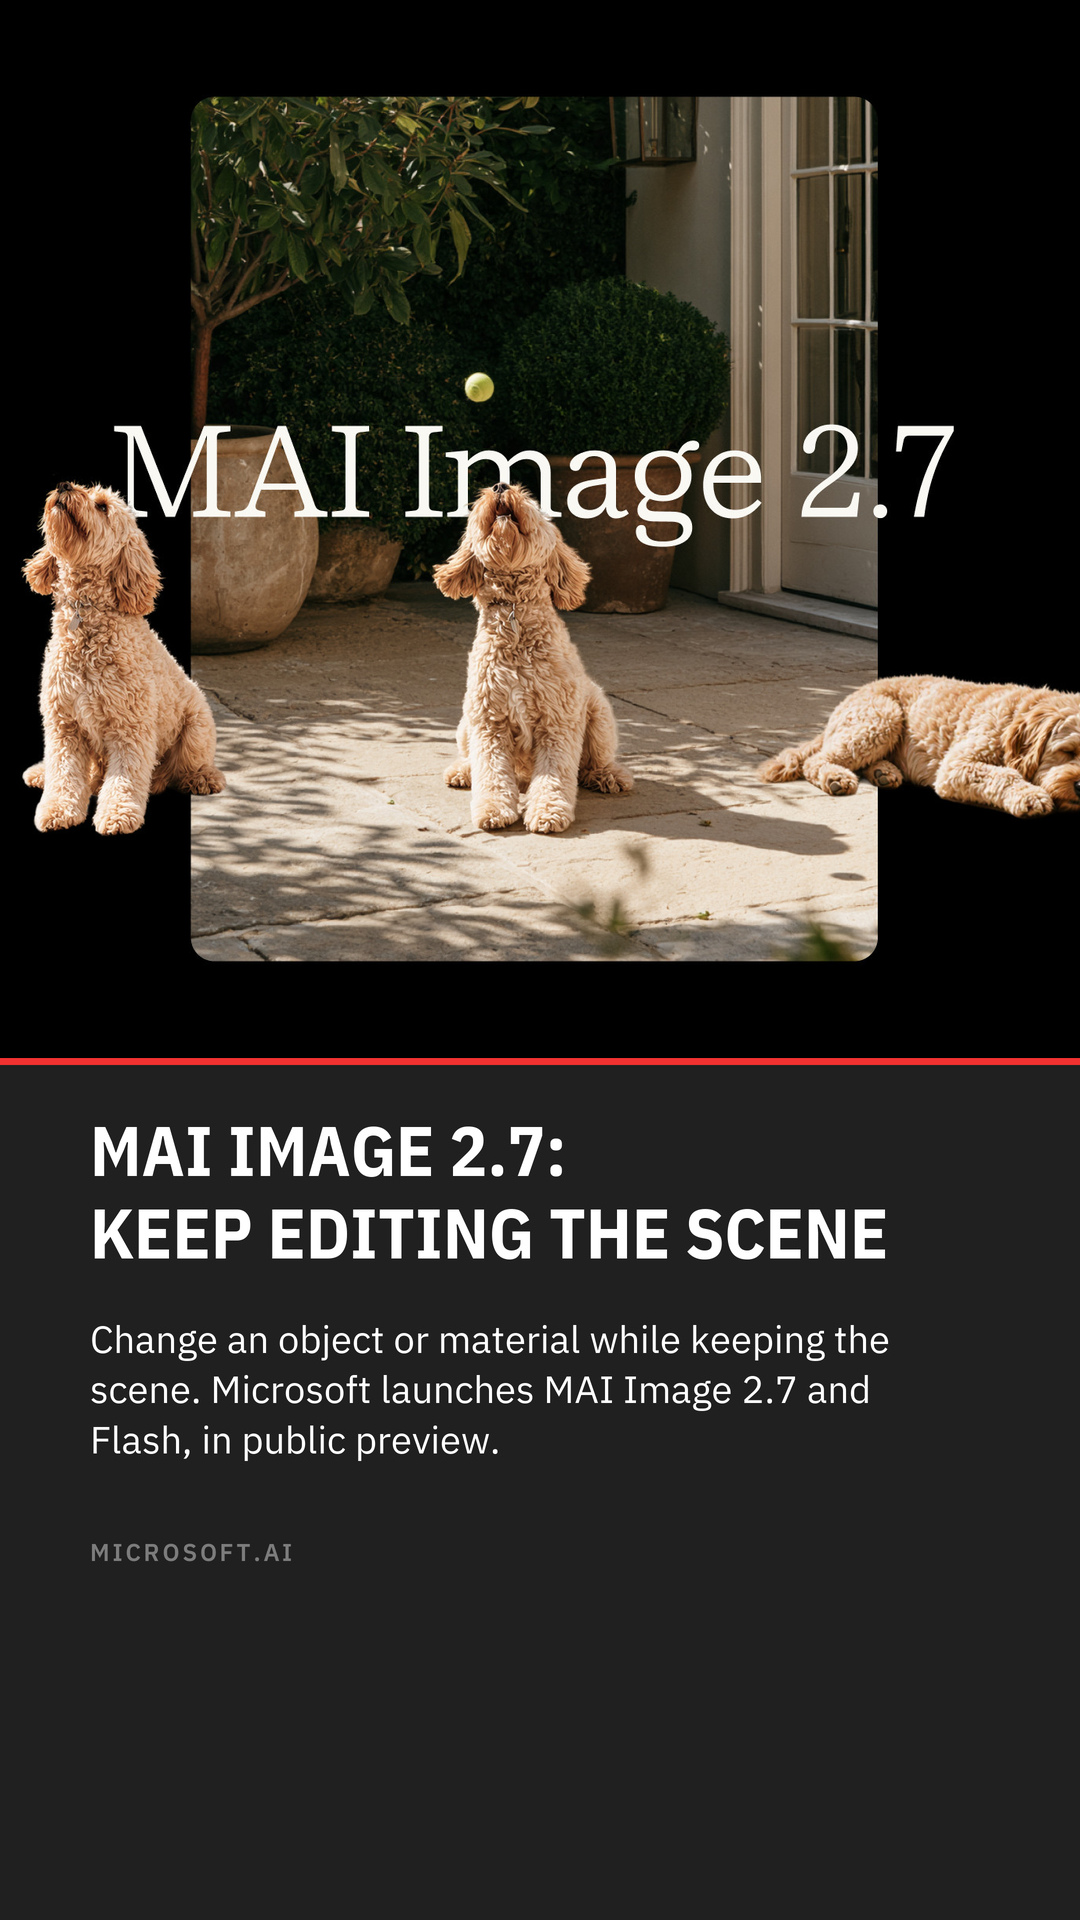 MAI Image 2.7
MAI IMAGE 2.7:
KEEP EDITING THE SCENE
Change an object or material while keeping the
scene. Microsoft launches MAI Image 2.7 and
Flash, in public preview.
MICROSOFT.AI